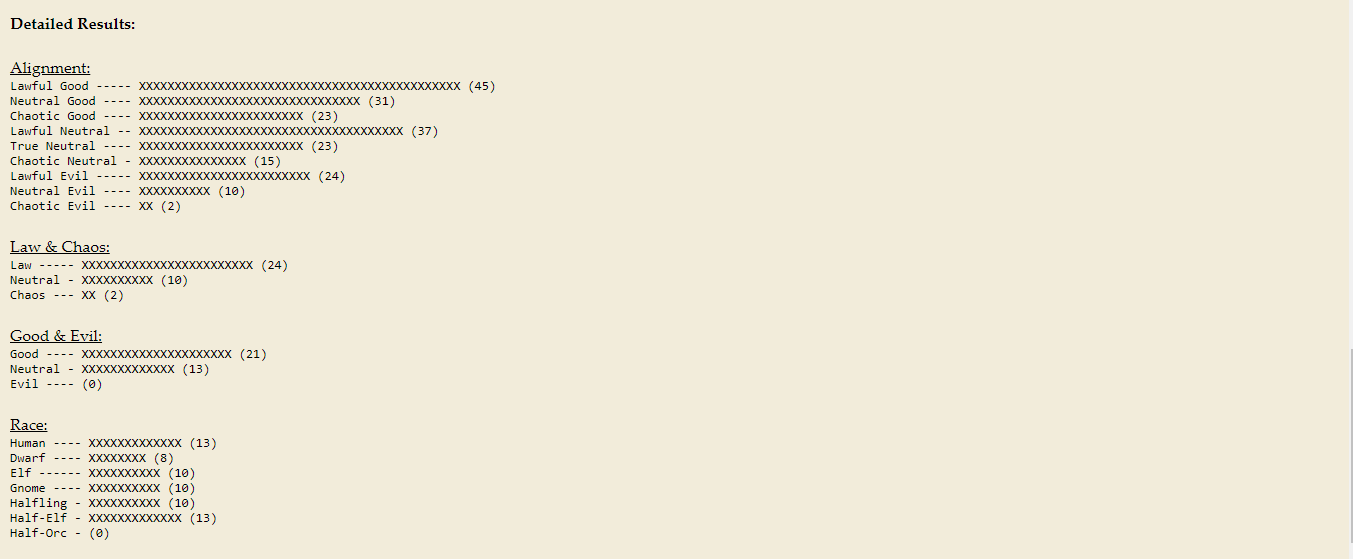 Detailed Results:
Alignment:
Lawful Good ----- XXXXXXXXXXXXXXXXXXXXXXXXXXXXXXXXXXXXXXXXXXXXX (45)
Neutral Good ---- XXXXXXXXXXXXXXXXXXXXXXXXXXXXXXX (31)
Chaotic Good ---- XXXXXXXXXXXXXXXXXXXXXXX (23)
Lawful Neutral -- XXXXXXXXXXXXXXXXXXXXXXXXXXXXXXXXXXXXX (37)
True Neutral ---- XXXXXXXXXXXXXXXXXXXXXXX (23)
Chaotic Neutral - XXXXXXXXXXXXXXX (15)
Lawful Evil ----- XXXXXXXXXXXXXXXXXXXXXXXX (24)
Neutral Evil ---- XXXXXXXXXX (10)
Chaotic Evil ---- XX (2)
Law & Chaos:
Law ----- XXXXXXXXXXXXXXXXXXXXXXXX (24)
Neutral - XXXXXXXXXX (10)
Chaos --- XX (2)
Good & Evil:
Good ---- XXXXXXXXXXXXXXXXXXXXX (21)
Neutral - XXXXXXXXXXXXX (13)
Evil ---- (0)
Race:
Human ---- XXXXXXXXXXXXX (13)
Dwarf ---- XXXXXXXX (8)
Elf ------ XXXXXXXXXX (10)
Gnome ---- XXXXXXXXXX (10)
Halfling - XXXXXXXXXX (10)
Half-Elf - XXXXXXXXXXXXX (13)
Half-Orc - (0)